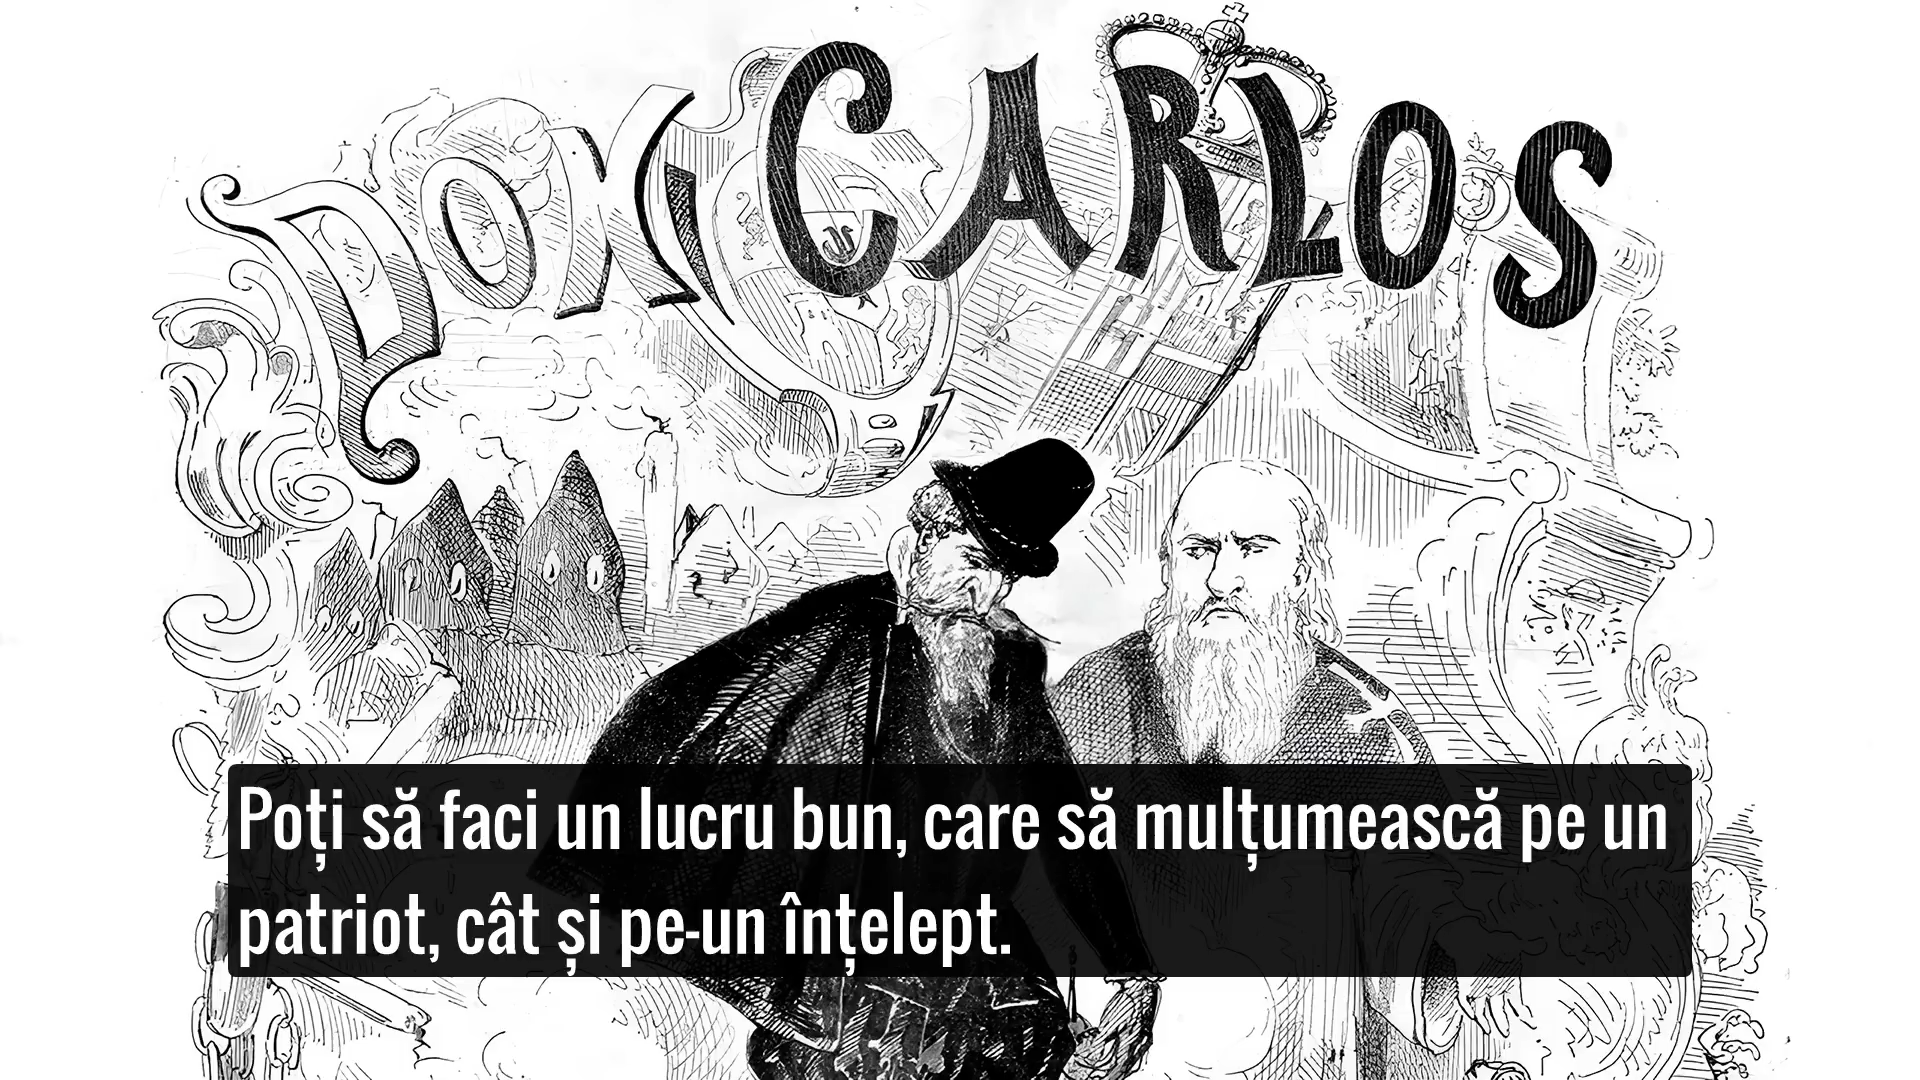 DON CARLOS
Poți să faci un lucru bun, care să mulțumească pe un
patriot, cât și pe-un înțelept.